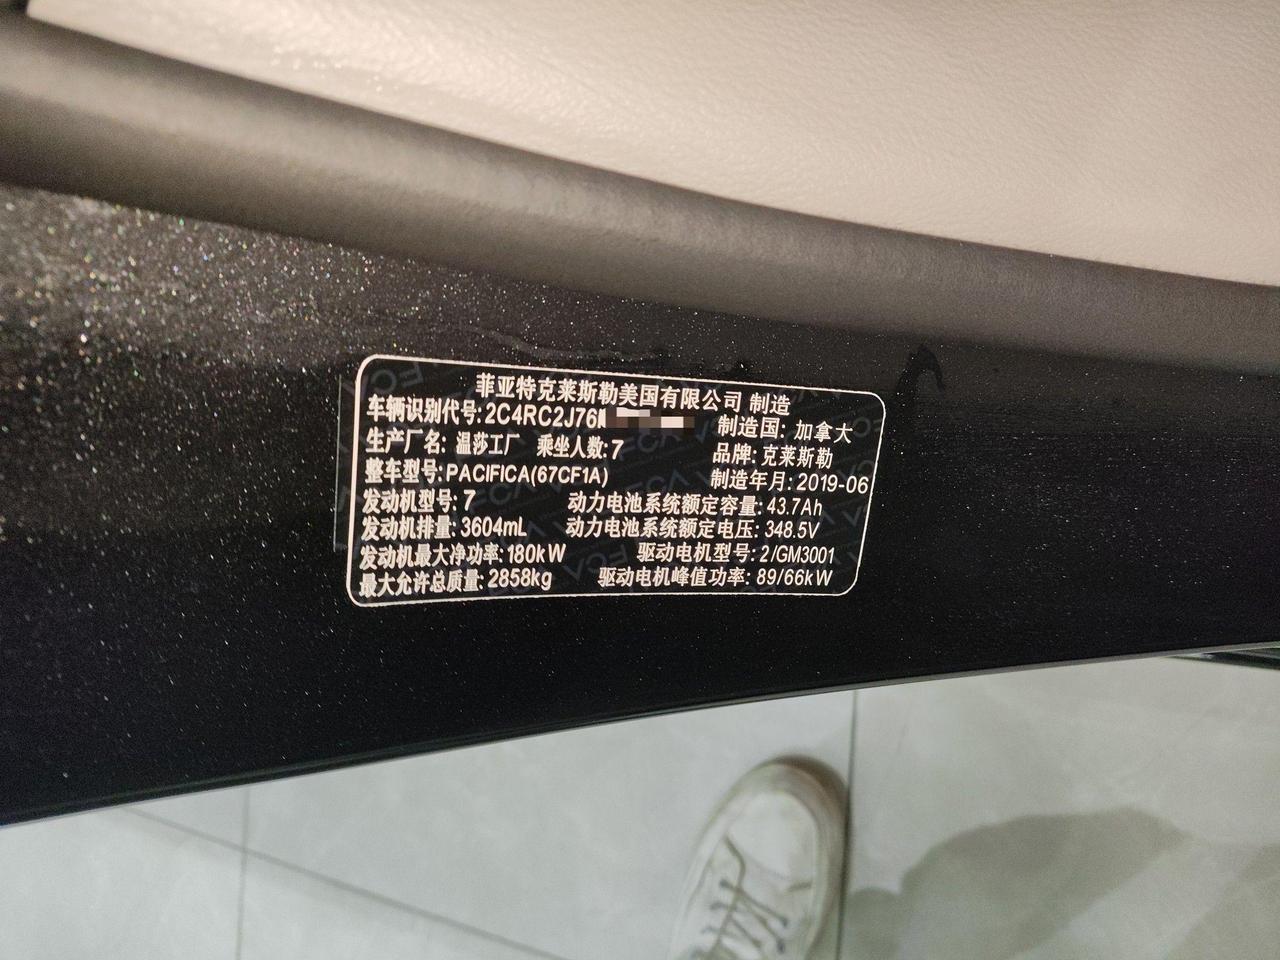 菲亚特克莱斯勒美国有限公司 制造
车辆识别代号: 2C4RC2J76 制造国: 加拿大
生产厂名: 温莎工厂 乘坐人数: 7 品牌: 克莱斯勒
整车型号: PACIFICA(67CF1A) 制造年月: 2019-06
发动机型号: 7 动力电池系统额定容量: 43.7Ah
发动机排量: 3604mL 动力电池系统额定电压: 348.5V
发动机最大净功率: 180kW 驱动电机型号: 2/GM3001
最大允许总质量: 2858kg 驱动电机峰值功率: 89/66kW